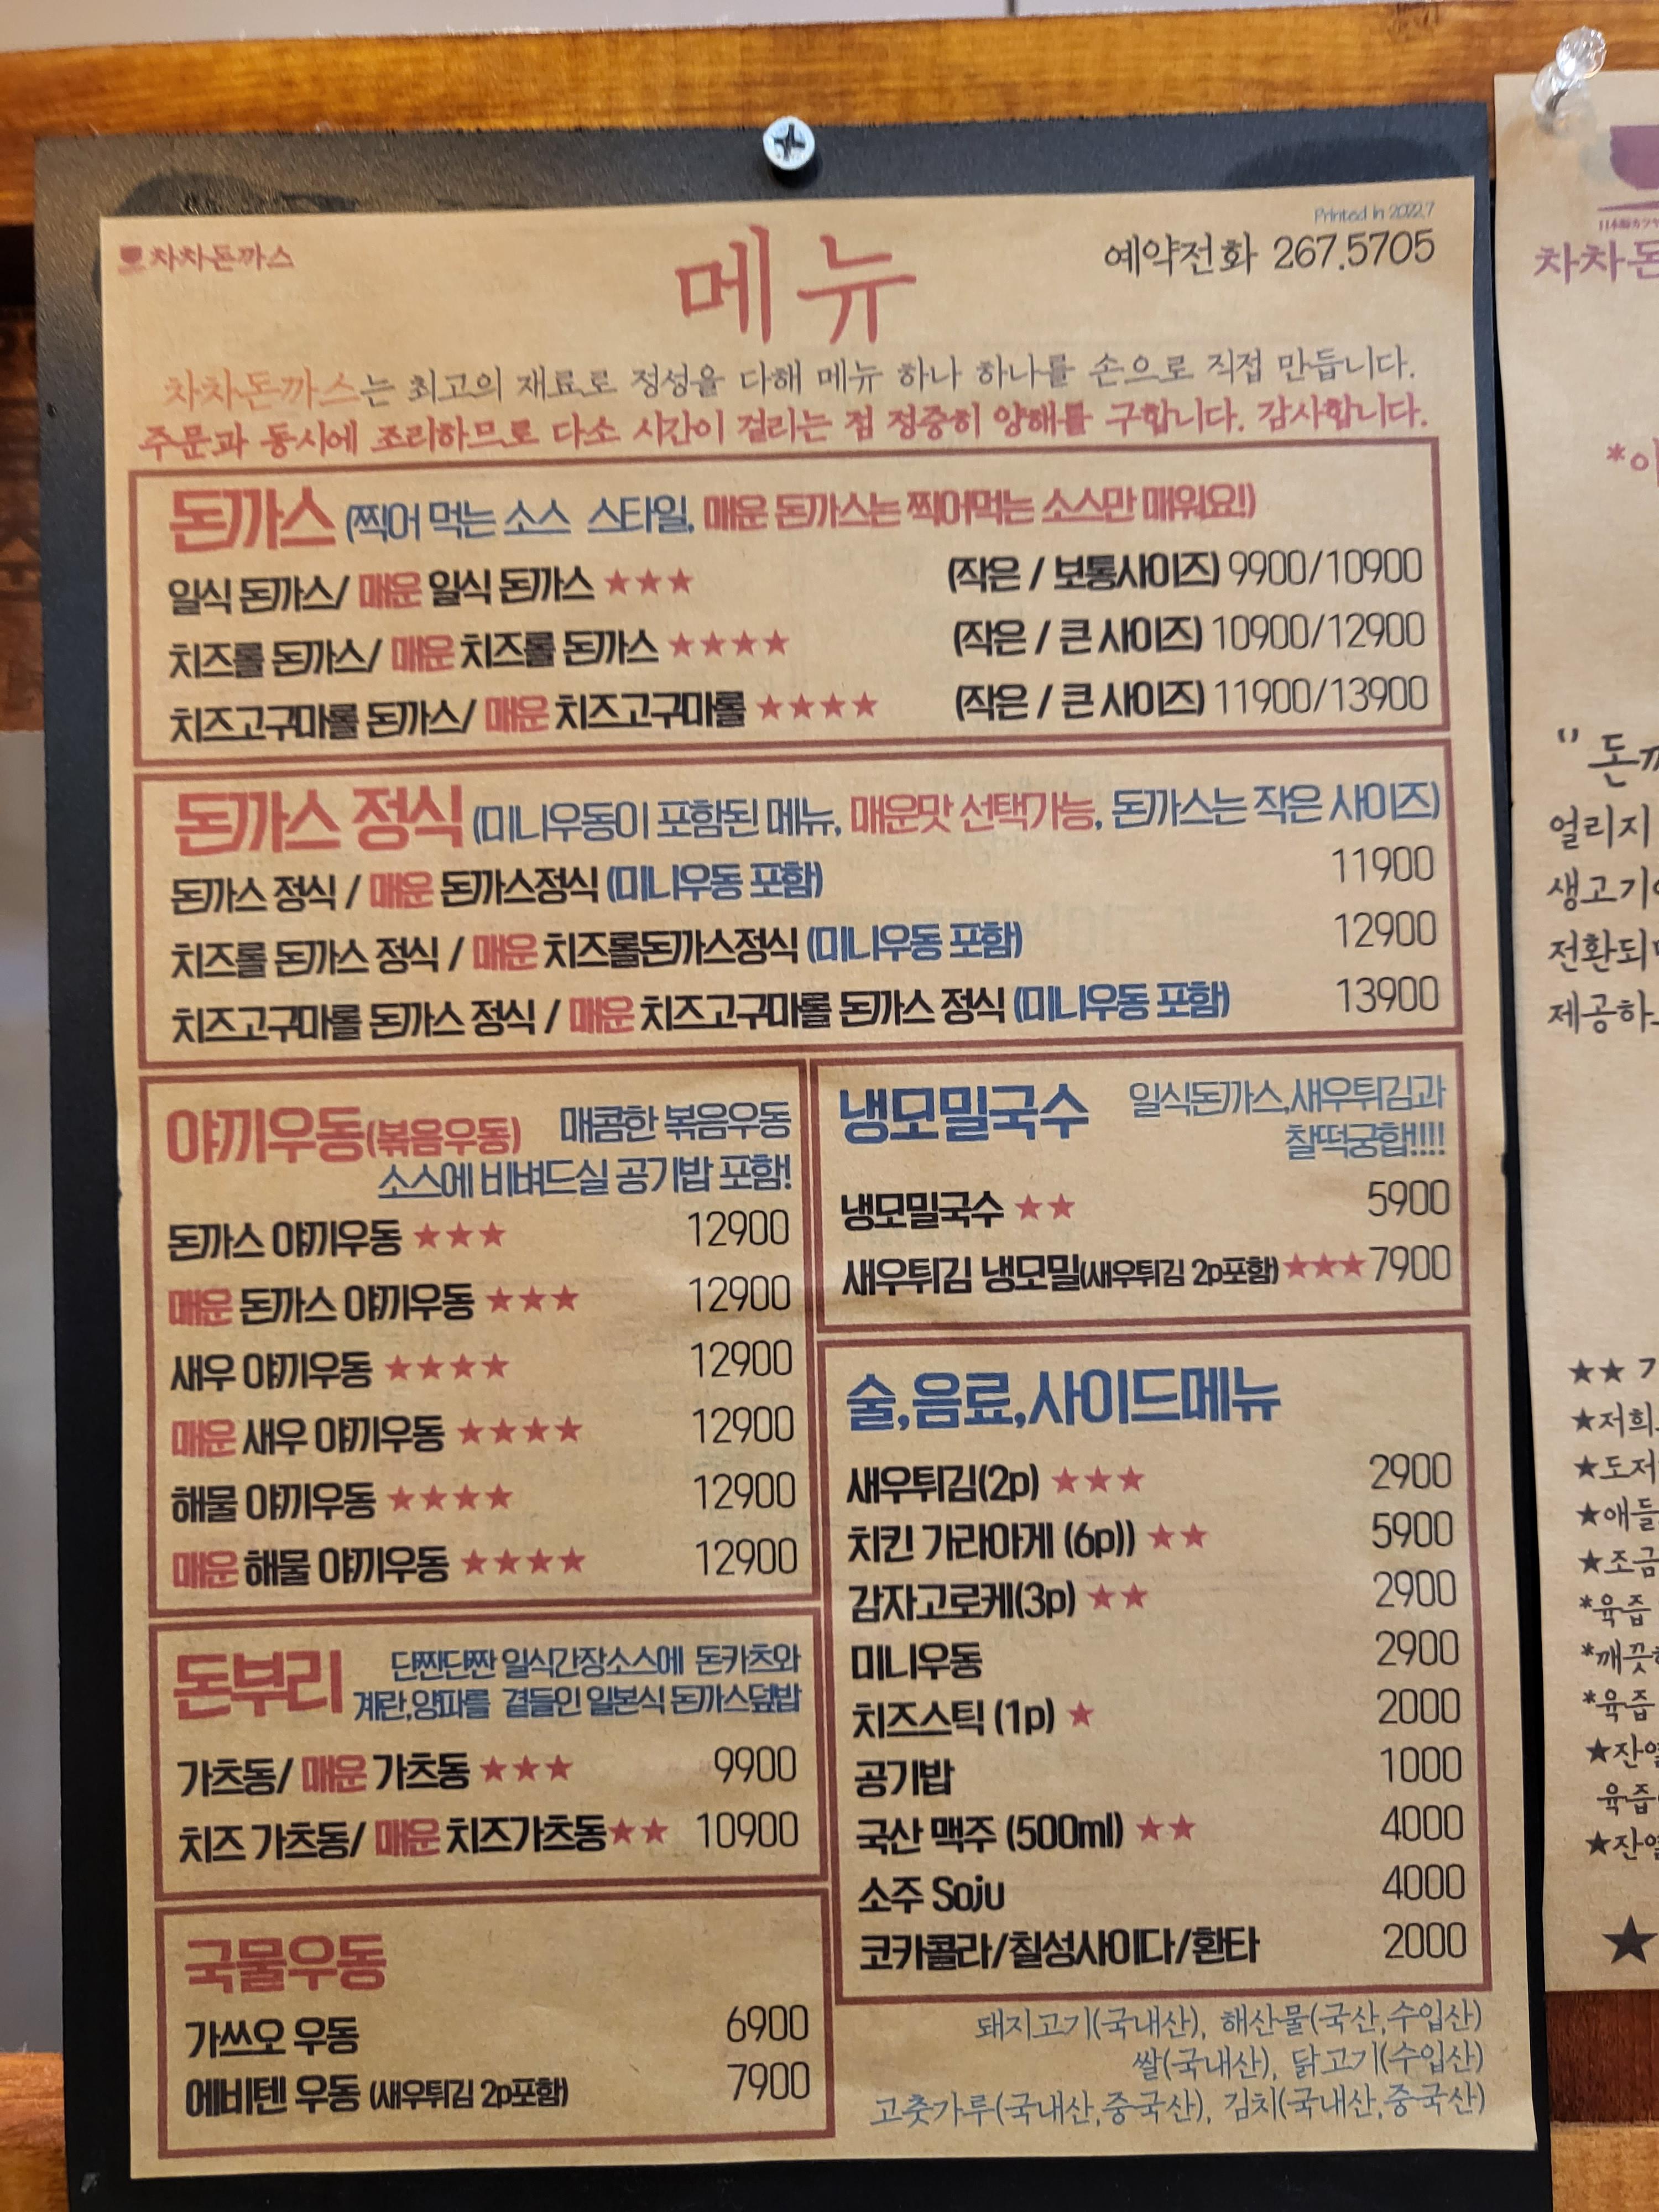 Printed in 2022.7
차차돈까스
메뉴
예약전화 267.5705
차차돈까스는 최고의 재료로 정성을 다해 메뉴 하나 하나를 손으로 직접 만듭니다.
주문과 동시에 조리하므로 다소 시간이 걸리는 점 정중히 양해를 구합니다. 감사합니다.
돈까스 (찍어 먹는 소스 스타일, 매운 돈까스는 찍어먹는 소스만 매워요!)
일식 돈까스/ 매운 일식 돈까스 ★★★ (작은 / 보통사이즈) 9900/10900
치즈롤 돈까스/ 매운 치즈롤 돈까스 ★★★★ (작은 / 큰 사이즈) 10900/12900
치즈고구마롤 돈까스/ 매운 치즈고구마롤 ★★★★ (작은 / 큰 사이즈) 11900/13900
돈까스 정식 (미니우동이 포함된 메뉴, 매운맛 선택가능, 돈까스는 작은 사이즈)
돈까스 정식 / 매운 돈까스정식 (미니우동 포함) 11900
치즈롤 돈까스 정식 / 매운 치즈롤돈까스정식 (미니우동 포함) 12900
치즈고구마롤 돈까스 정식 / 매운 치즈고구마롤 돈까스 정식 (미니우동 포함) 13900
야끼우동(볶음우동) 매콤한 볶음우동
소스에 비벼드실 공기밥 포함!
돈까스 야끼우동 ★★★ 12900
매운 돈까스 야끼우동 ★★★ 12900
새우 야끼우동 ★★★★ 12900
매운 새우 야끼우동 ★★★★ 12900
해물 야끼우동 ★★★★ 12900
매운 해물 야끼우동 ★★★★ 12900
돈부리 단짠단짠 일식간장소스에 돈카츠와
계란,양파를 곁들인 일본식 돈까스덮밥
가츠동/ 매운 가츠동 ★★★ 9900
치즈 가츠동/ 매운 치즈가츠동★★ 10900
국물우동
가쓰오 우동 6900
에비텐 우동 (새우튀김 2p포함) 7900
냉모밀국수 일식돈까스,새우튀김과
찰떡궁합!!!!
냉모밀국수 ★★ 5900
새우튀김 냉모밀(새우튀김 2p포함)★★★7900
술,음료,사이드메뉴
새우튀김(2p) ★★★ 2900
치킨 가라아게 (6p)) ★★ 5900
감자고로케(3p) ★★ 2900
미니우동 2900
치즈스틱 (1p) ★ 2000
공기밥 1000
국산 맥주 (500ml) ★★ 4000
소주 Soju 4000
코카콜라/칠성사이다/환타 2000
돼지고기(국내산), 해산물(국산,수입산)
쌀(국내산), 닭고기(수입산)
고춧가루(국내산,중국산), 김치(국내산,중국산)
차차돈
*이
" 돈까
얼리지
생고기
전환되
제공하
★★
★저희
★도저
★애들
★조금
*육즙
*깨끗
*육즙
★잔열
육즙
★잔열
★